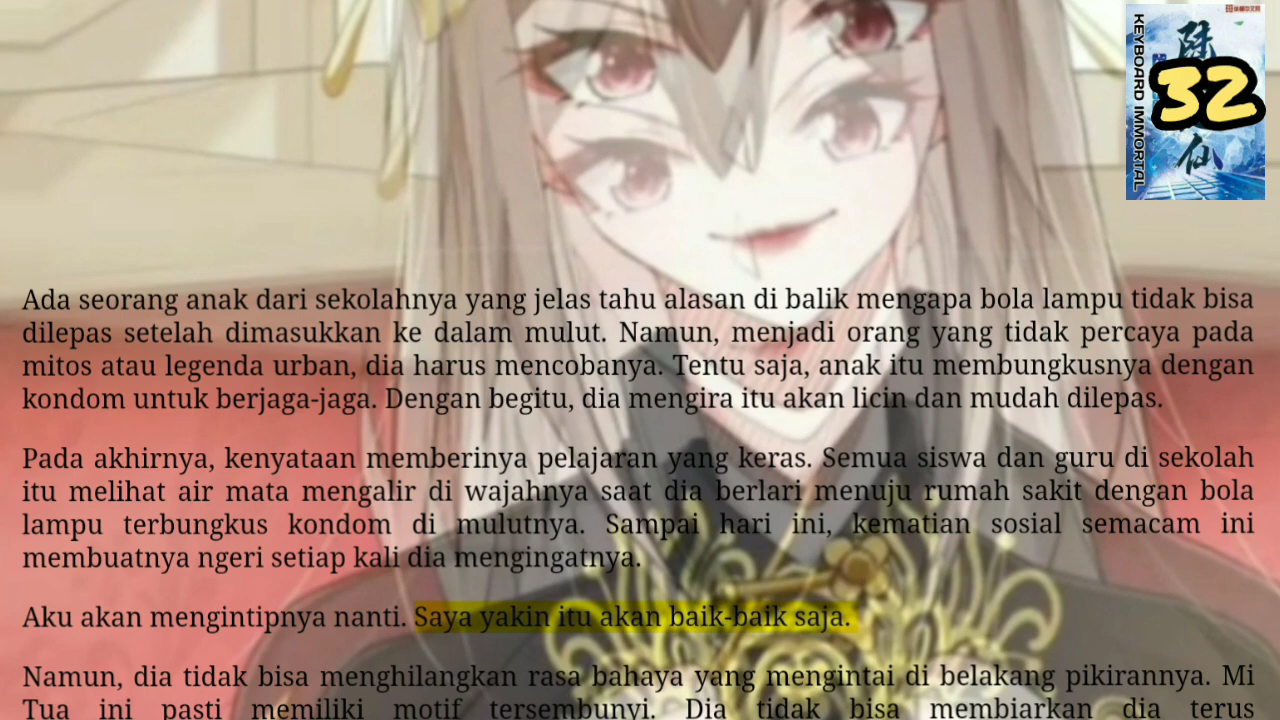 KEYBOARD IMMORTAL
陆
仙
32
Ada seorang anak dari sekolahnya yang jelas tahu alasan di balik mengapa bola lampu tidak bisa
dilepas setelah dimasukkan ke dalam mulut. Namun, menjadi orang yang tidak percaya pada
mitos atau legenda urban, dia harus mencobanya. Tentu saja, anak itu membungkusnya dengan
kondom untuk berjaga-jaga. Dengan begitu, dia mengira itu akan licin dan mudah dilepas.
Pada akhirnya, kenyataan memberinya pelajaran yang keras. Semua siswa dan guru di sekolah
itu melihat air mata mengalir di wajahnya saat dia berlari menuju rumah sakit dengan bola
lampu terbungkus kondom di mulutnya. Sampai hari ini, kematian sosial semacam ini
membuatnya ngeri setiap kali dia mengingatnya.
Aku akan mengintipnya nanti. Saya yakin itu akan baik-baik saja.
Namun, dia tidak bisa menghilangkan rasa bahaya yang mengintai di belakang pikirannya. Mi
Tua ini pasti memiliki motif tersembunyi. Dia tidak bisa membiarkan dia terus